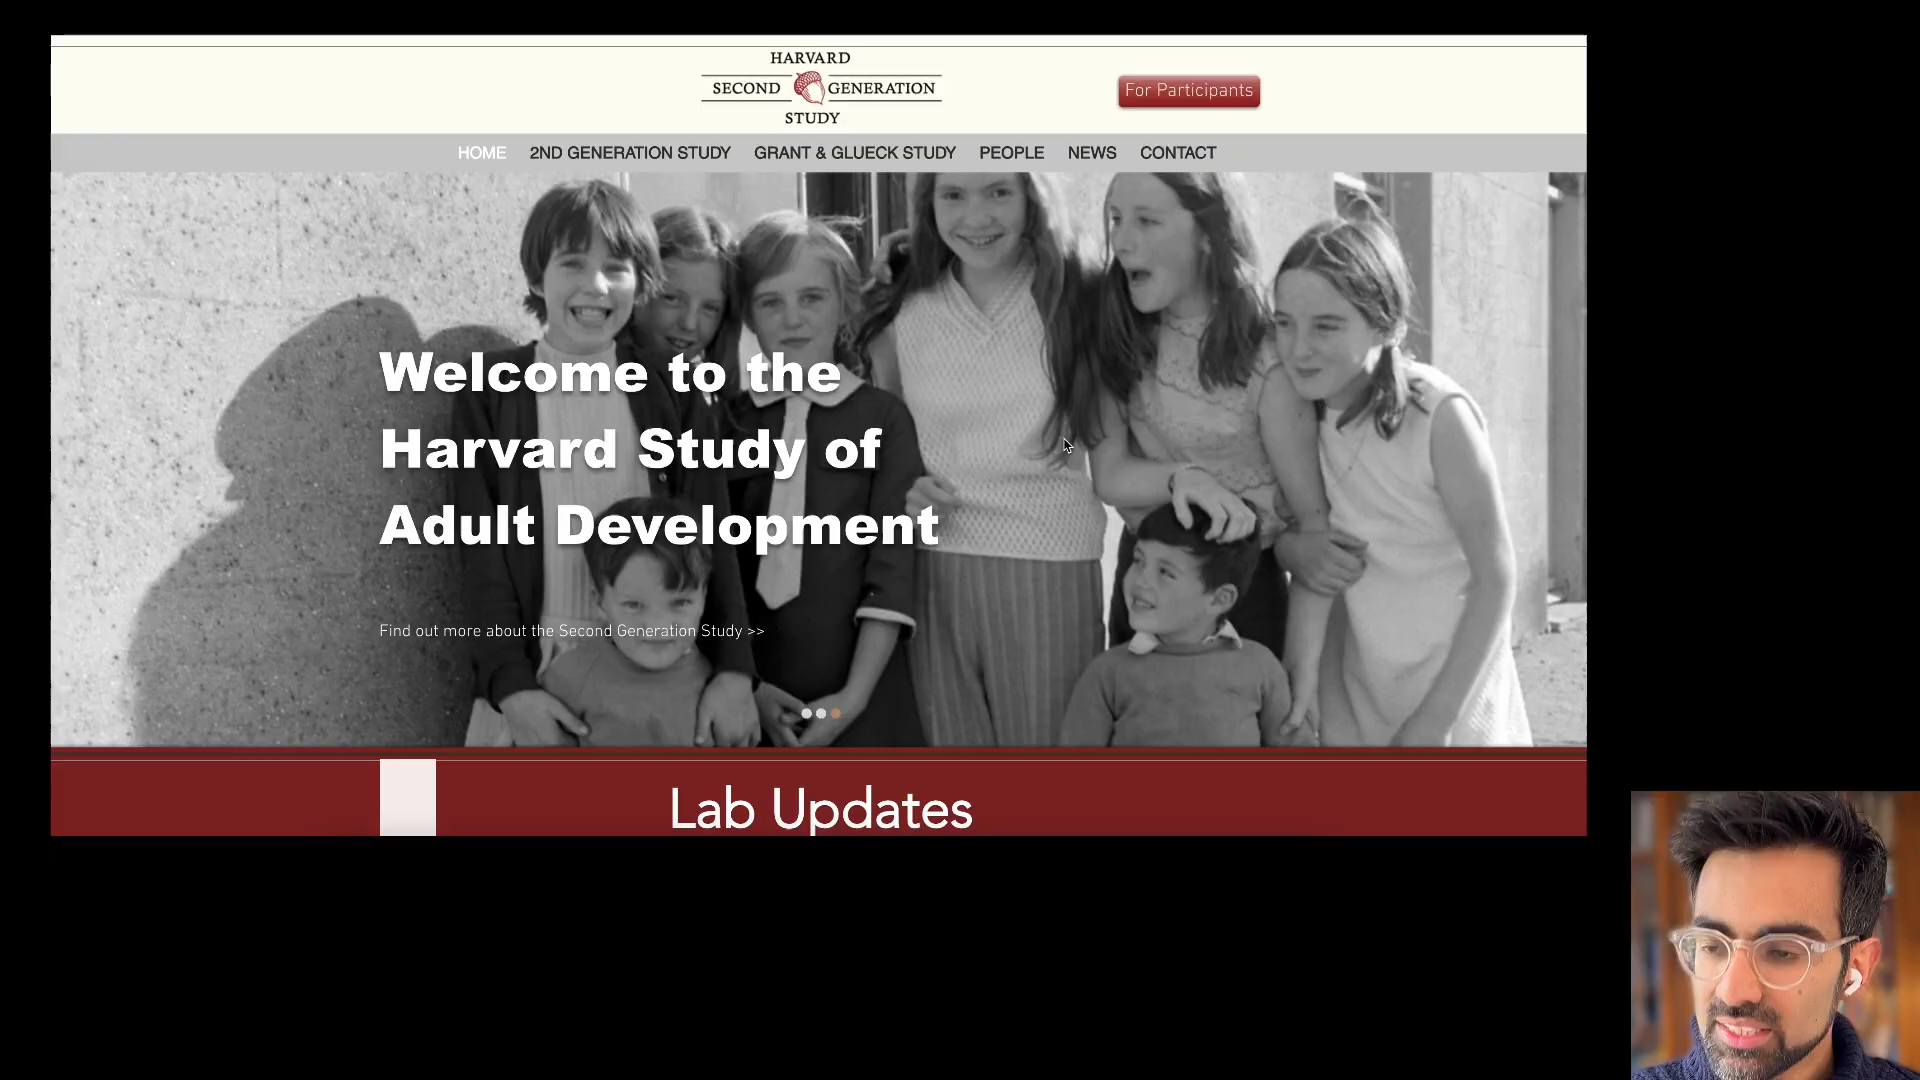 HARVARD
SECOND GENERATION
STUDY
For Participants
HOME 2ND GENERATION STUDY GRANT & GLUECK STUDY PEOPLE NEWS CONTACT
Welcome to the
Harvard Study of
Adult Development
Find out more about the Second Generation Study >>
Lab Updates